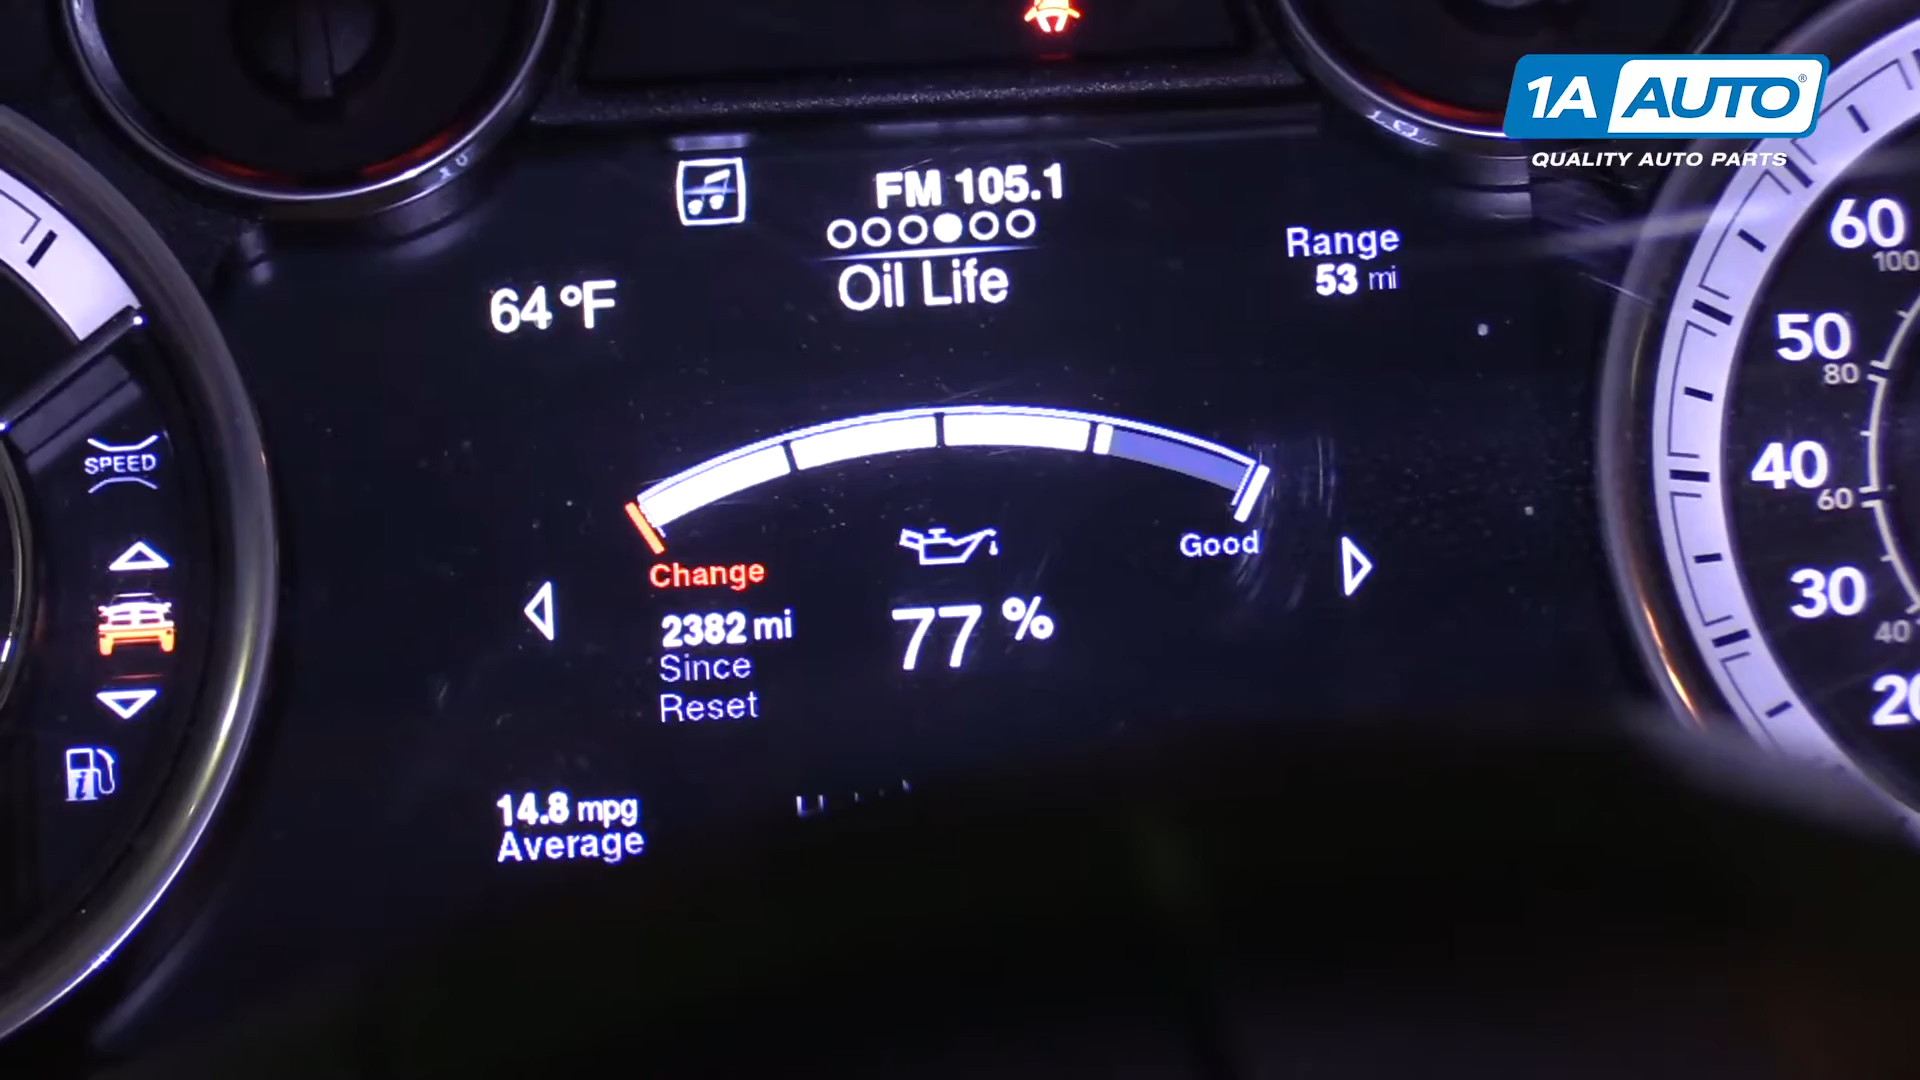 1A AUTO®
QUALITY AUTO PARTS
FM 105.1
Oil Life
64 °F
Range
53 mi
Change
Good
2382 mi
Since
Reset
77 %
14.8 mpg
Average
SPEED
60
100
50
80
40
60
30
40
20